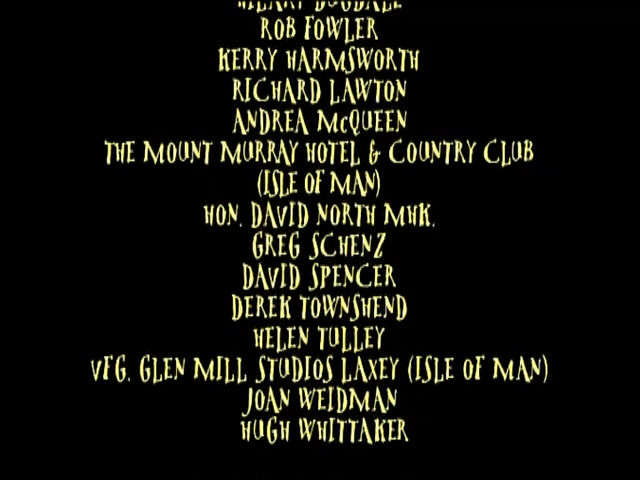 HILARY DUGDALE
ROB FOWLER
KERRY HARMSWORTH
RICHARD LAWTON
ANDREA McQUEEN
THE MOUNT MURRAY HOTEL & COUNTRY CLUB
(ISLE OF MAN)
HON. DAVID NORTH MHK.
GREG SCHENZ
DAVID SPENCER
DEREK TOWNSHEND
HELEN TULLEY
VFG. GLEN MILL STUDIOS LAXEY (ISLE OF MAN)
JOAN WEIDMAN
HUGH WHITTAKER